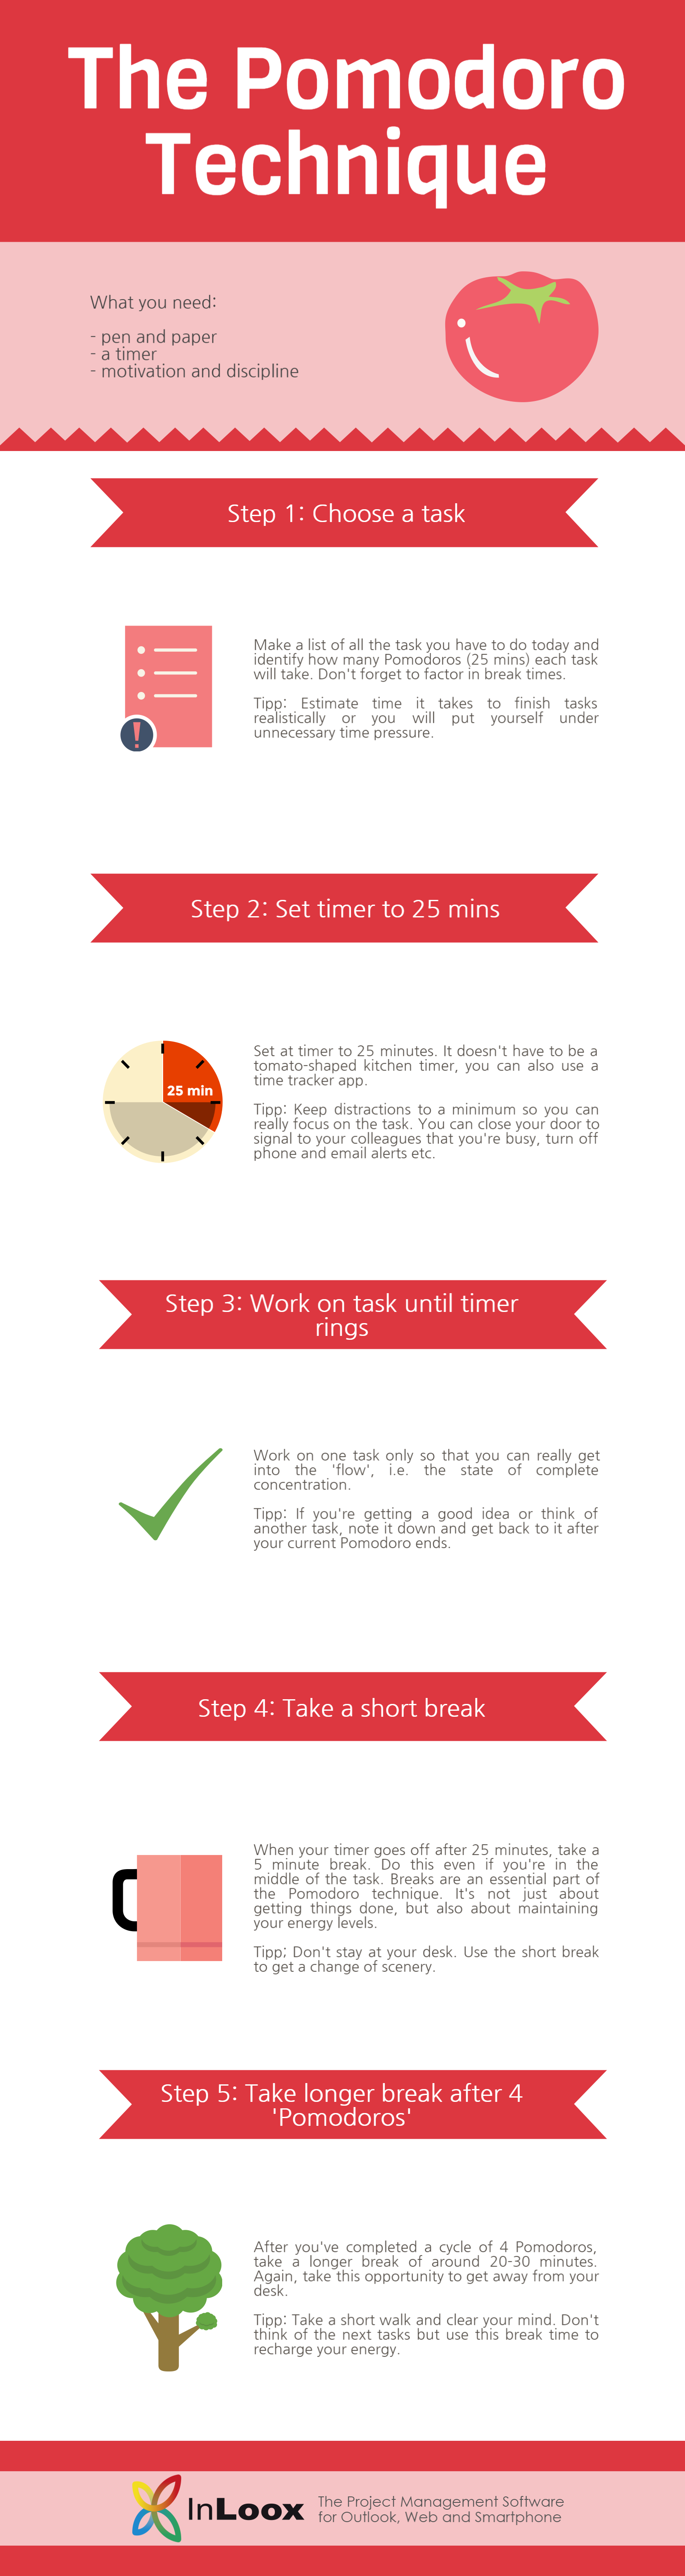 The Pomodoro
Technique
What you need:
- pen and paper
- a timer
- motivation and discipline
Step 1: Choose a task
Make a list of all the task you have to do today and
identify how many Pomodoros (25 mins) each task
will take. Don't forget to factor in break times.
Tipp: Estimate time it takes to finish tasks
realistically or you will put yourself under
unnecessary time pressure.
Step 2: Set timer to 25 mins
25 min
Set at timer to 25 minutes. It doesn't have to be a
tomato-shaped kitchen timer, you can also use a
time tracker app.
Tipp: Keep distractions to a minimum so you can
really focus on the task. You can close your door to
signal to your colleagues that you're busy, turn off
phone and email alerts etc.
Step 3: Work on task until timer
rings
Work on one task only so that you can really get
into the 'flow', i.e. the state of complete
concentration.
Tipp: If you're getting a good idea or think of
another task, note it down and get back to it after
your current Pomodoro ends.
Step 4: Take a short break
When your timer goes off after 25 minutes, take a
5 minute break. Do this even if you're in the
middle of the task. Breaks are an essential part of
the Pomodoro technique. It's not just about
getting things done, but also about maintaining
your energy levels.
Tipp; Don't stay at your desk. Use the short break
to get a change of scenery.
Step 5: Take longer break after 4
'Pomodoros'
After you've completed a cycle of 4 Pomodoros,
take a longer break of around 20-30 minutes.
Again, take this opportunity to get away from your
desk.
Tipp: Take a short walk and clear your mind. Don't
think of the next tasks but use this break time to
recharge your energy.
InLoox
The Project Management Software
for Outlook, Web and Smartphone